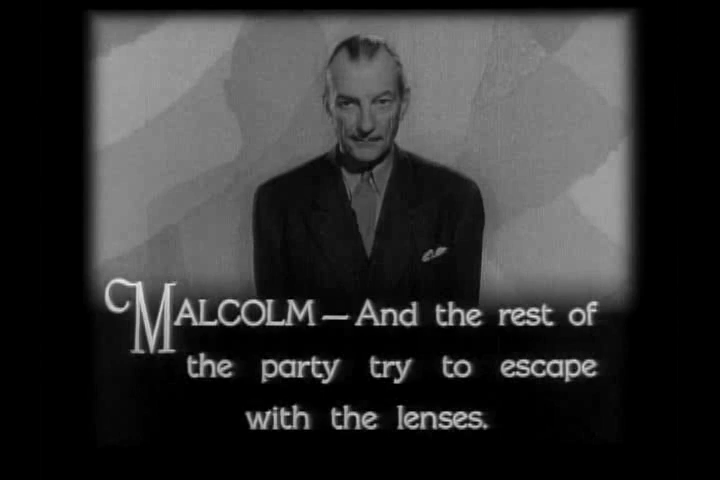 MALCOLM — And the rest of
the party try to escape
with the lenses.